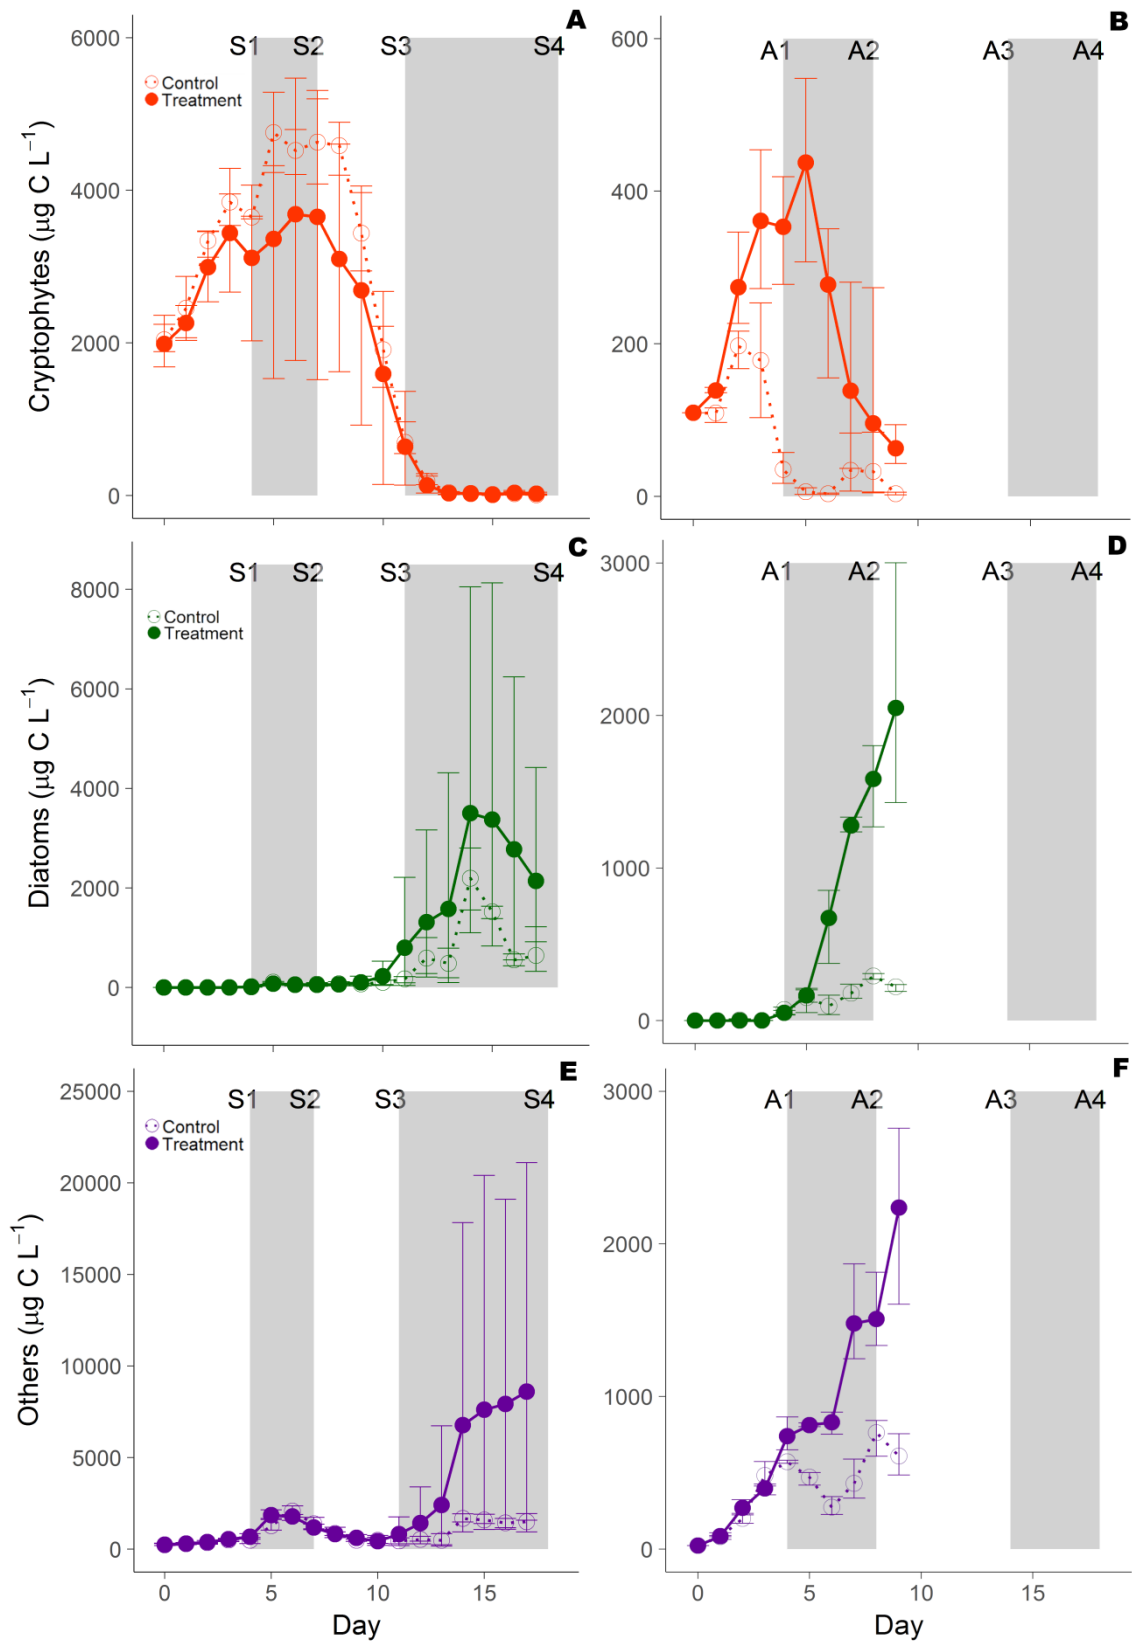 A
B
6000
S1
S2
S3
S4
600
A1
A2
A3
A4
Control
Treatment
Cryptophytes (µg C L⁻¹)
4000
400
2000
200
0
0
C
D
S1
S2
S3
S4
3000
A1
A2
A3
A4
8000
Control
Treatment
Diatoms (µg C L⁻¹)
6000
2000
4000
1000
2000
0
0
E
F
25000
S1
S2
S3
S4
3000
A1
A2
A3
A4
Control
Treatment
Others (µg C L⁻¹)
20000
2000
15000
10000
1000
5000
0
0
0 5 10 15
0 5 10 15
Day
Day